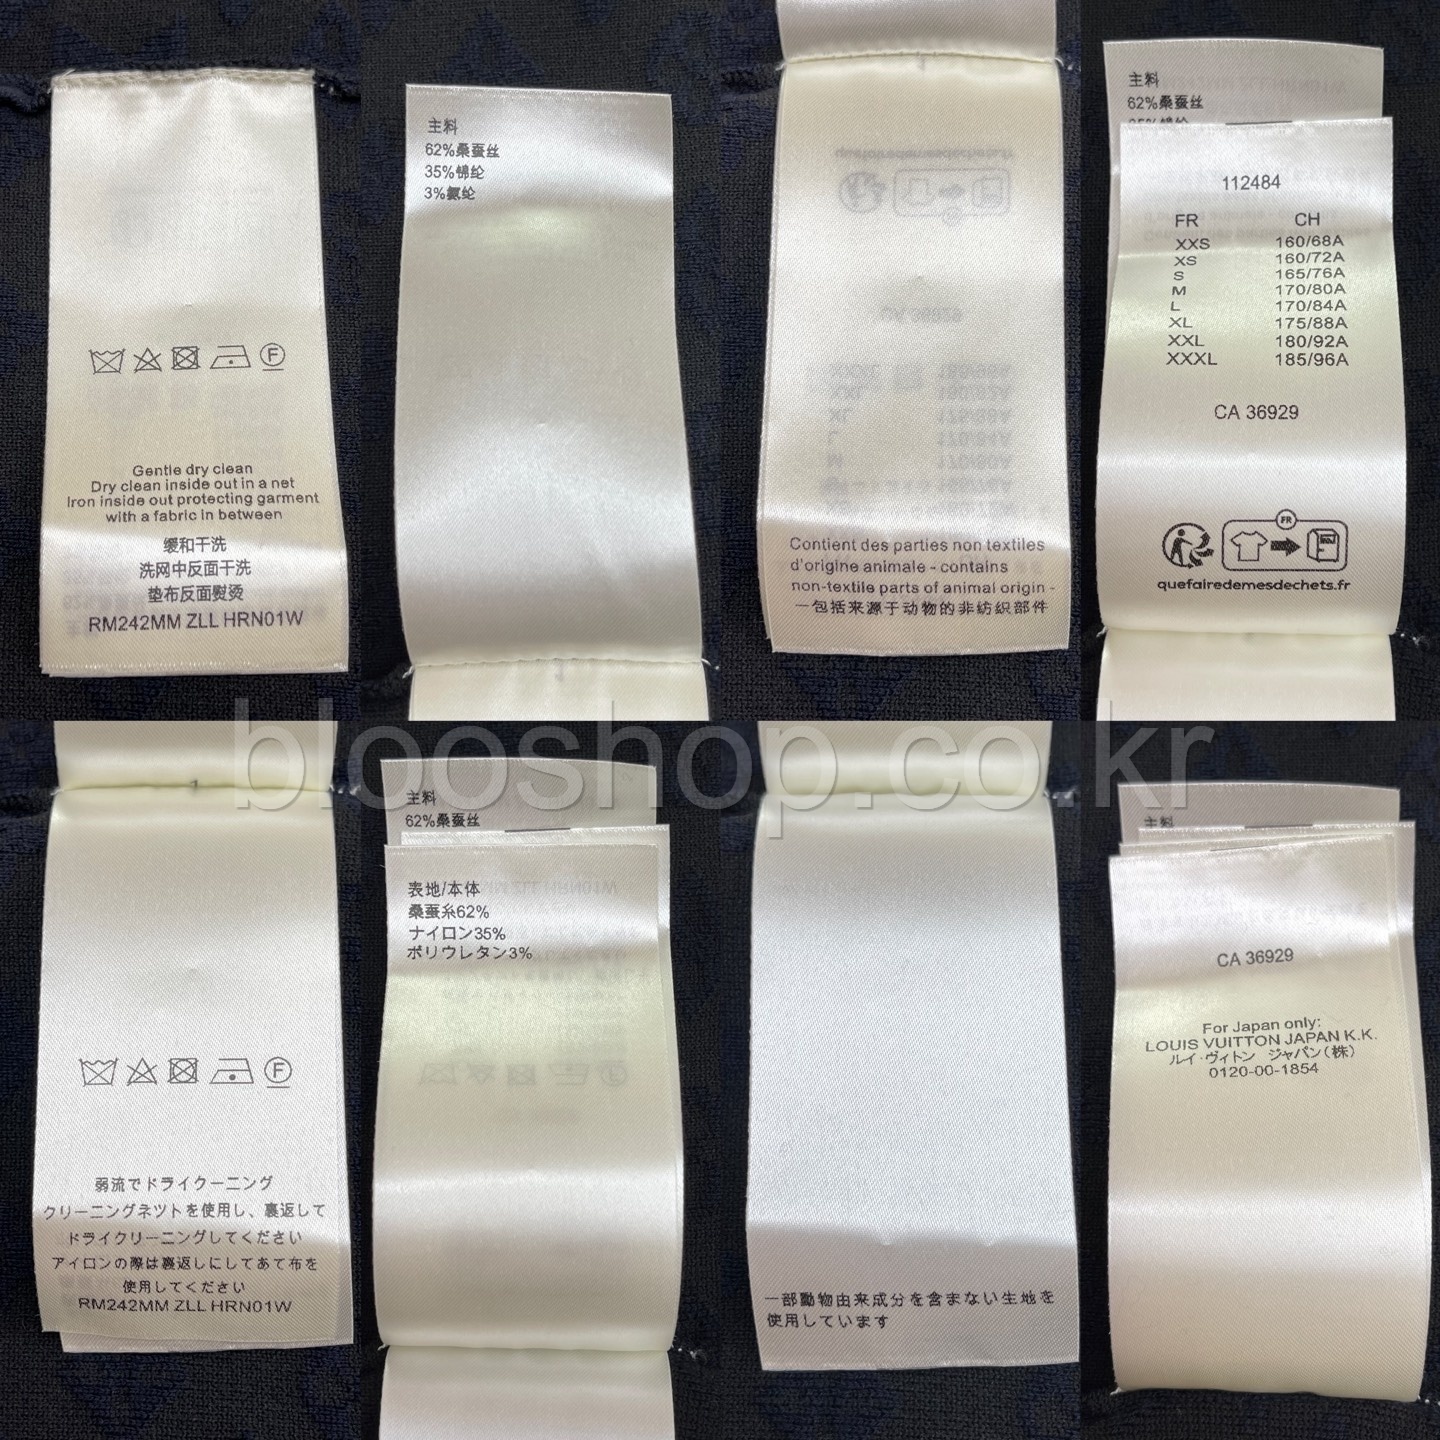 Gentle dry clean
Dry clean inside out in a net
Iron inside out protecting garment
with a fabric in between
缓和干洗
洗网中反面干洗
垫布反面熨烫
RM242MM ZLL HRN01W
主料
62%桑蚕丝
35%锦纶
3%氨纶
quefairedemesdechets.fr
CA 36929
Contient des parties non textiles
d'origine animale - contains
non-textile parts of animal origin -
一包括来源于动物的非纺织部件
主料
62%桑蚕丝
112484
FR CH
XXS 160/68A
XS 160/72A
S 165/76A
M 170/80A
L 170/84A
XL 175/88A
XXL 180/92A
XXXL 185/96A
CA 36929
FR
quefairedemesdechets.fr
blooshop.co.kr
F
弱流でドライクーニング
クリーニングネツトを使用し、裏返して
ドライクリーニングしてください
アイロンの際は裏返しにしてあて布を
使用してください
RM242MM ZLL HRN01W
主料
62%桑蚕丝
表地/本体
桑蚕糸62%
ナイロン35%
ポリウレタン3%
一部動物由来成分を含まない生地を
使用しています
主料
CA 36929
For Japan only:
LOUIS VUITTON JAPAN K.K.
ルイ・ヴィトン ジャパン(株)
0120-00-1854